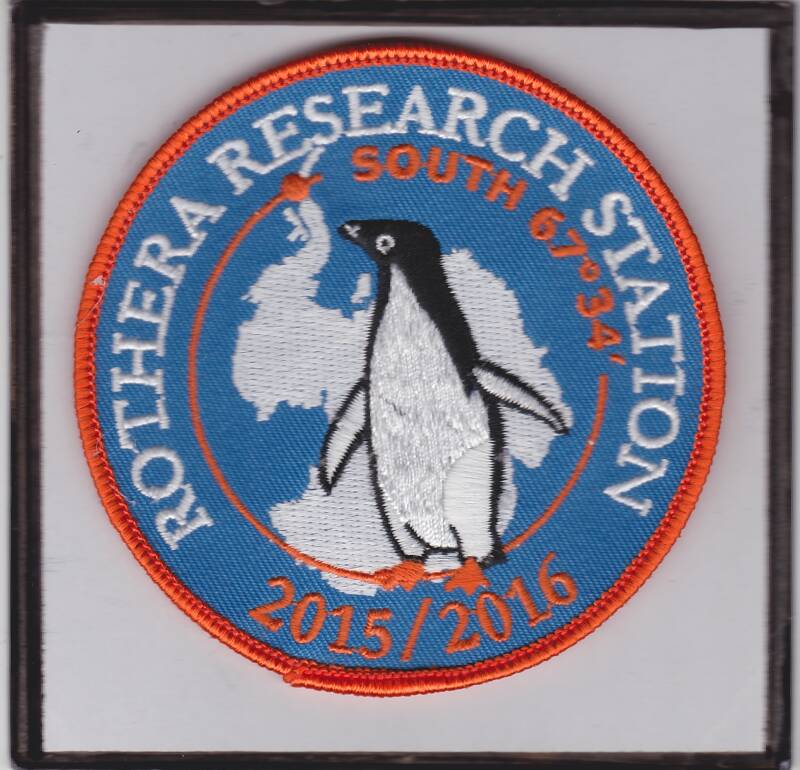 ROTHERA RESEARCH STATION
SOUTH 67°34'
2015/2016